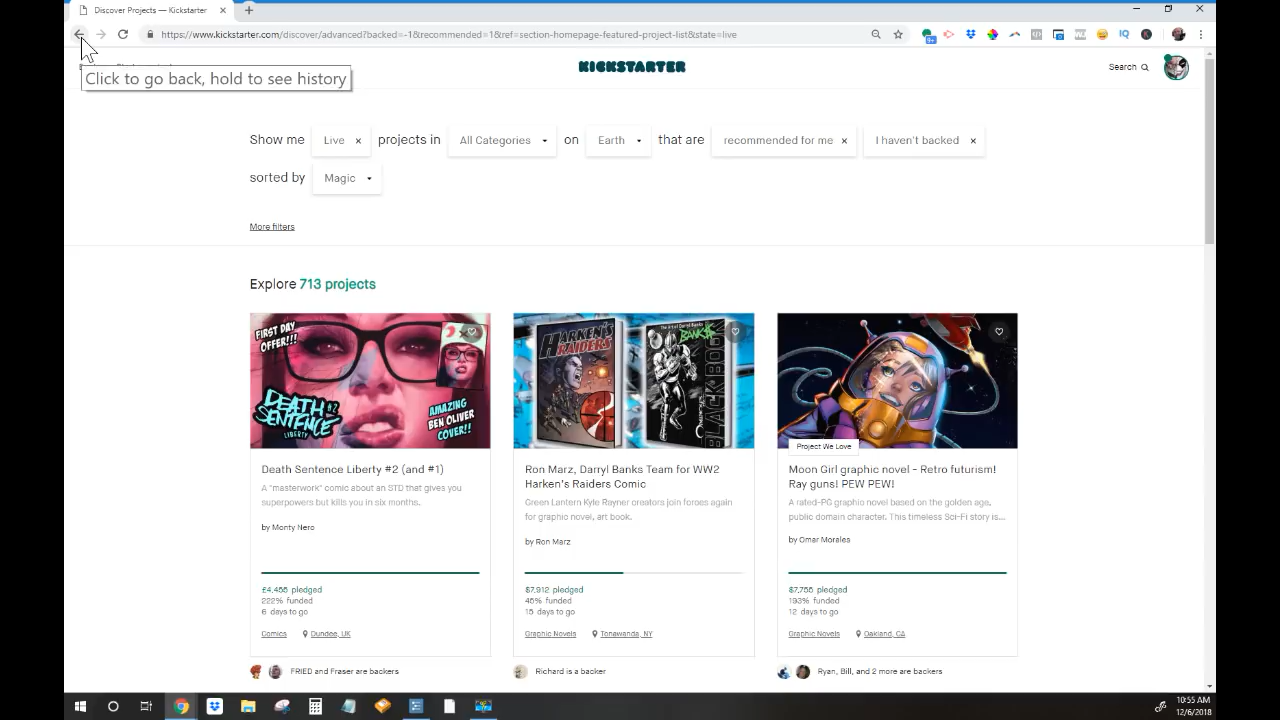 Discover Projects — Kickstarter
https://www.kickstarter.com/discover/advanced?backed=-1&recommended=1&ref=section-homepage-featured-project-list&state=live
Click to go back, hold to see history
KICKSTARTER
Search
Show me Live × projects in All Categories on Earth that are recommended for me × I haven't backed ×
sorted by Magic
More filters
Explore 713 projects
FIRST DAY
OFFER!!!
DEATH
SENTENCE #2
LIBERTY
AMAZING
BEN OLIVER
COVER!!
HARKEN'S
RAIDERS
BANKS
BLACK BOOK
Project We Love
Death Sentence Liberty #2 (and #1)
A "masterwork" comic about an STD that gives you
superpowers but kills you in six months.
by Monty Nero
£4,455 pledged
222% funded
6 days to go
Comics Dundee, UK
FRIED and Fraser are backers
Ron Marz, Darryl Banks Team for WW2
Harken's Raiders Comic
Green Lantern Kyle Rayner creators join forces again
for graphic novel, art book.
by Ron Marz
$7,912 pledged
45% funded
15 days to go
Graphic Novels Tonawanda, NY
Richard is a backer
Moon Girl graphic novel - Retro futurism!
Ray guns! PEW PEW!
A rated-PG graphic novel based on the golden age,
public domain character. This timeless Sci-Fi story is...
by Omar Morales
$7,755 pledged
193% funded
12 days to go
Graphic Novels Oakland, CA
Ryan, Bill, and 2 more are backers
10:55 AM
12/6/2018